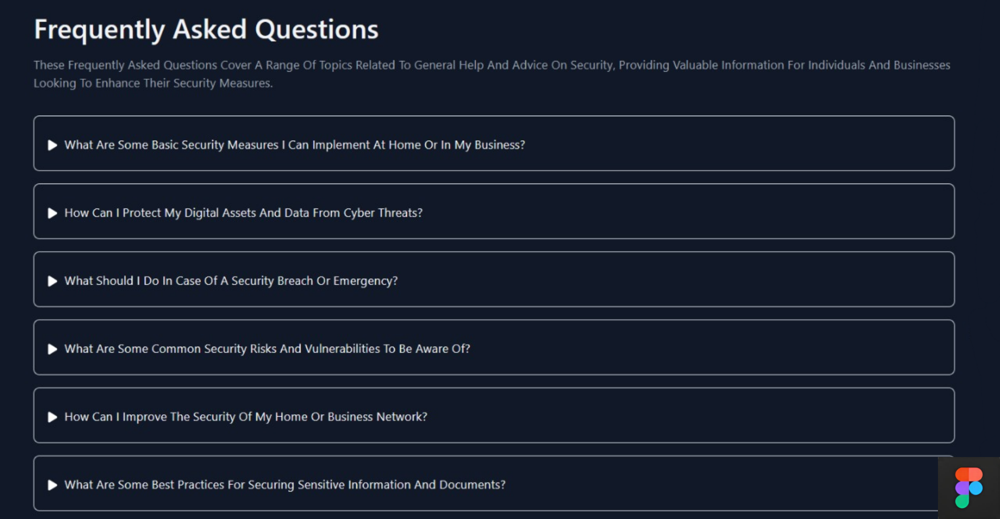 Frequently Asked Questions
These Frequently Asked Questions Cover A Range Of Topics Related To General Help And Advice On Security, Providing Valuable Information For Individuals And Businesses
Looking To Enhance Their Security Measures.
What Are Some Basic Security Measures I Can Implement At Home Or In My Business?
How Can I Protect My Digital Assets And Data From Cyber Threats?
What Should I Do In Case Of A Security Breach Or Emergency?
What Are Some Common Security Risks And Vulnerabilities To Be Aware Of?
How Can I Improve The Security Of My Home Or Business Network?
What Are Some Best Practices For Securing Sensitive Information And Documents?